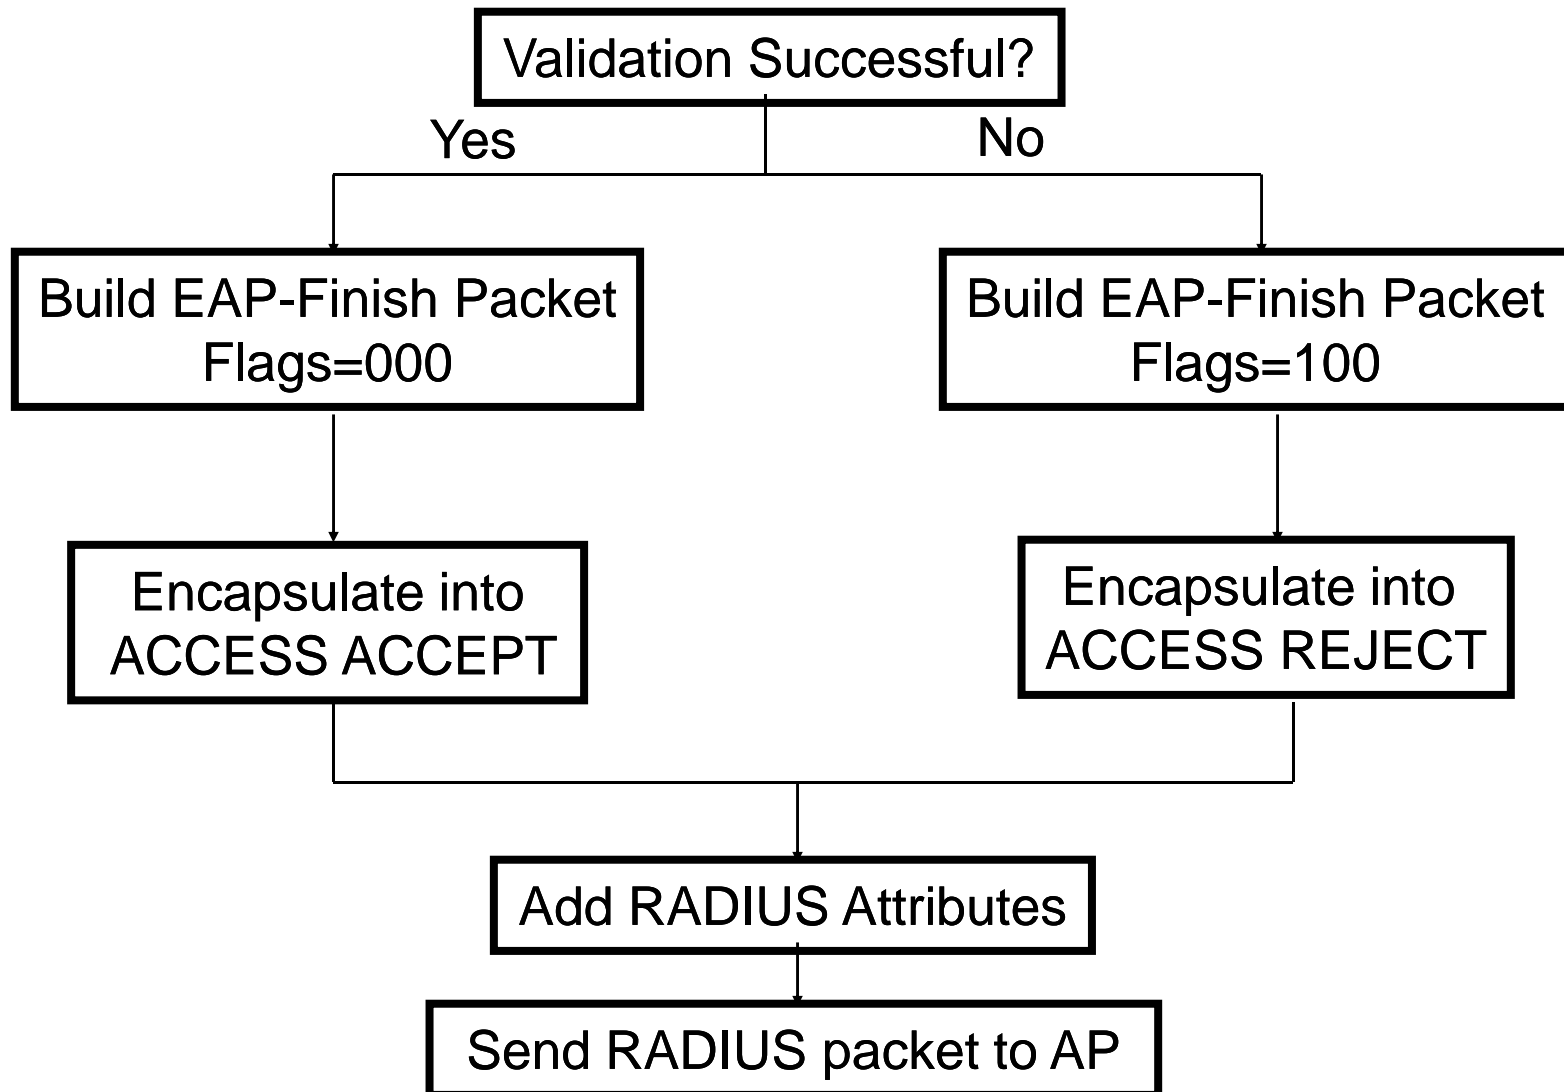 Validation Successful?
Yes
No
Build EAP-Finish Packet
Flags=000
Build EAP-Finish Packet
Flags=100
Encapsulate into
ACCESS ACCEPT
Encapsulate into
ACCESS REJECT
Add RADIUS Attributes
Send RADIUS packet to AP